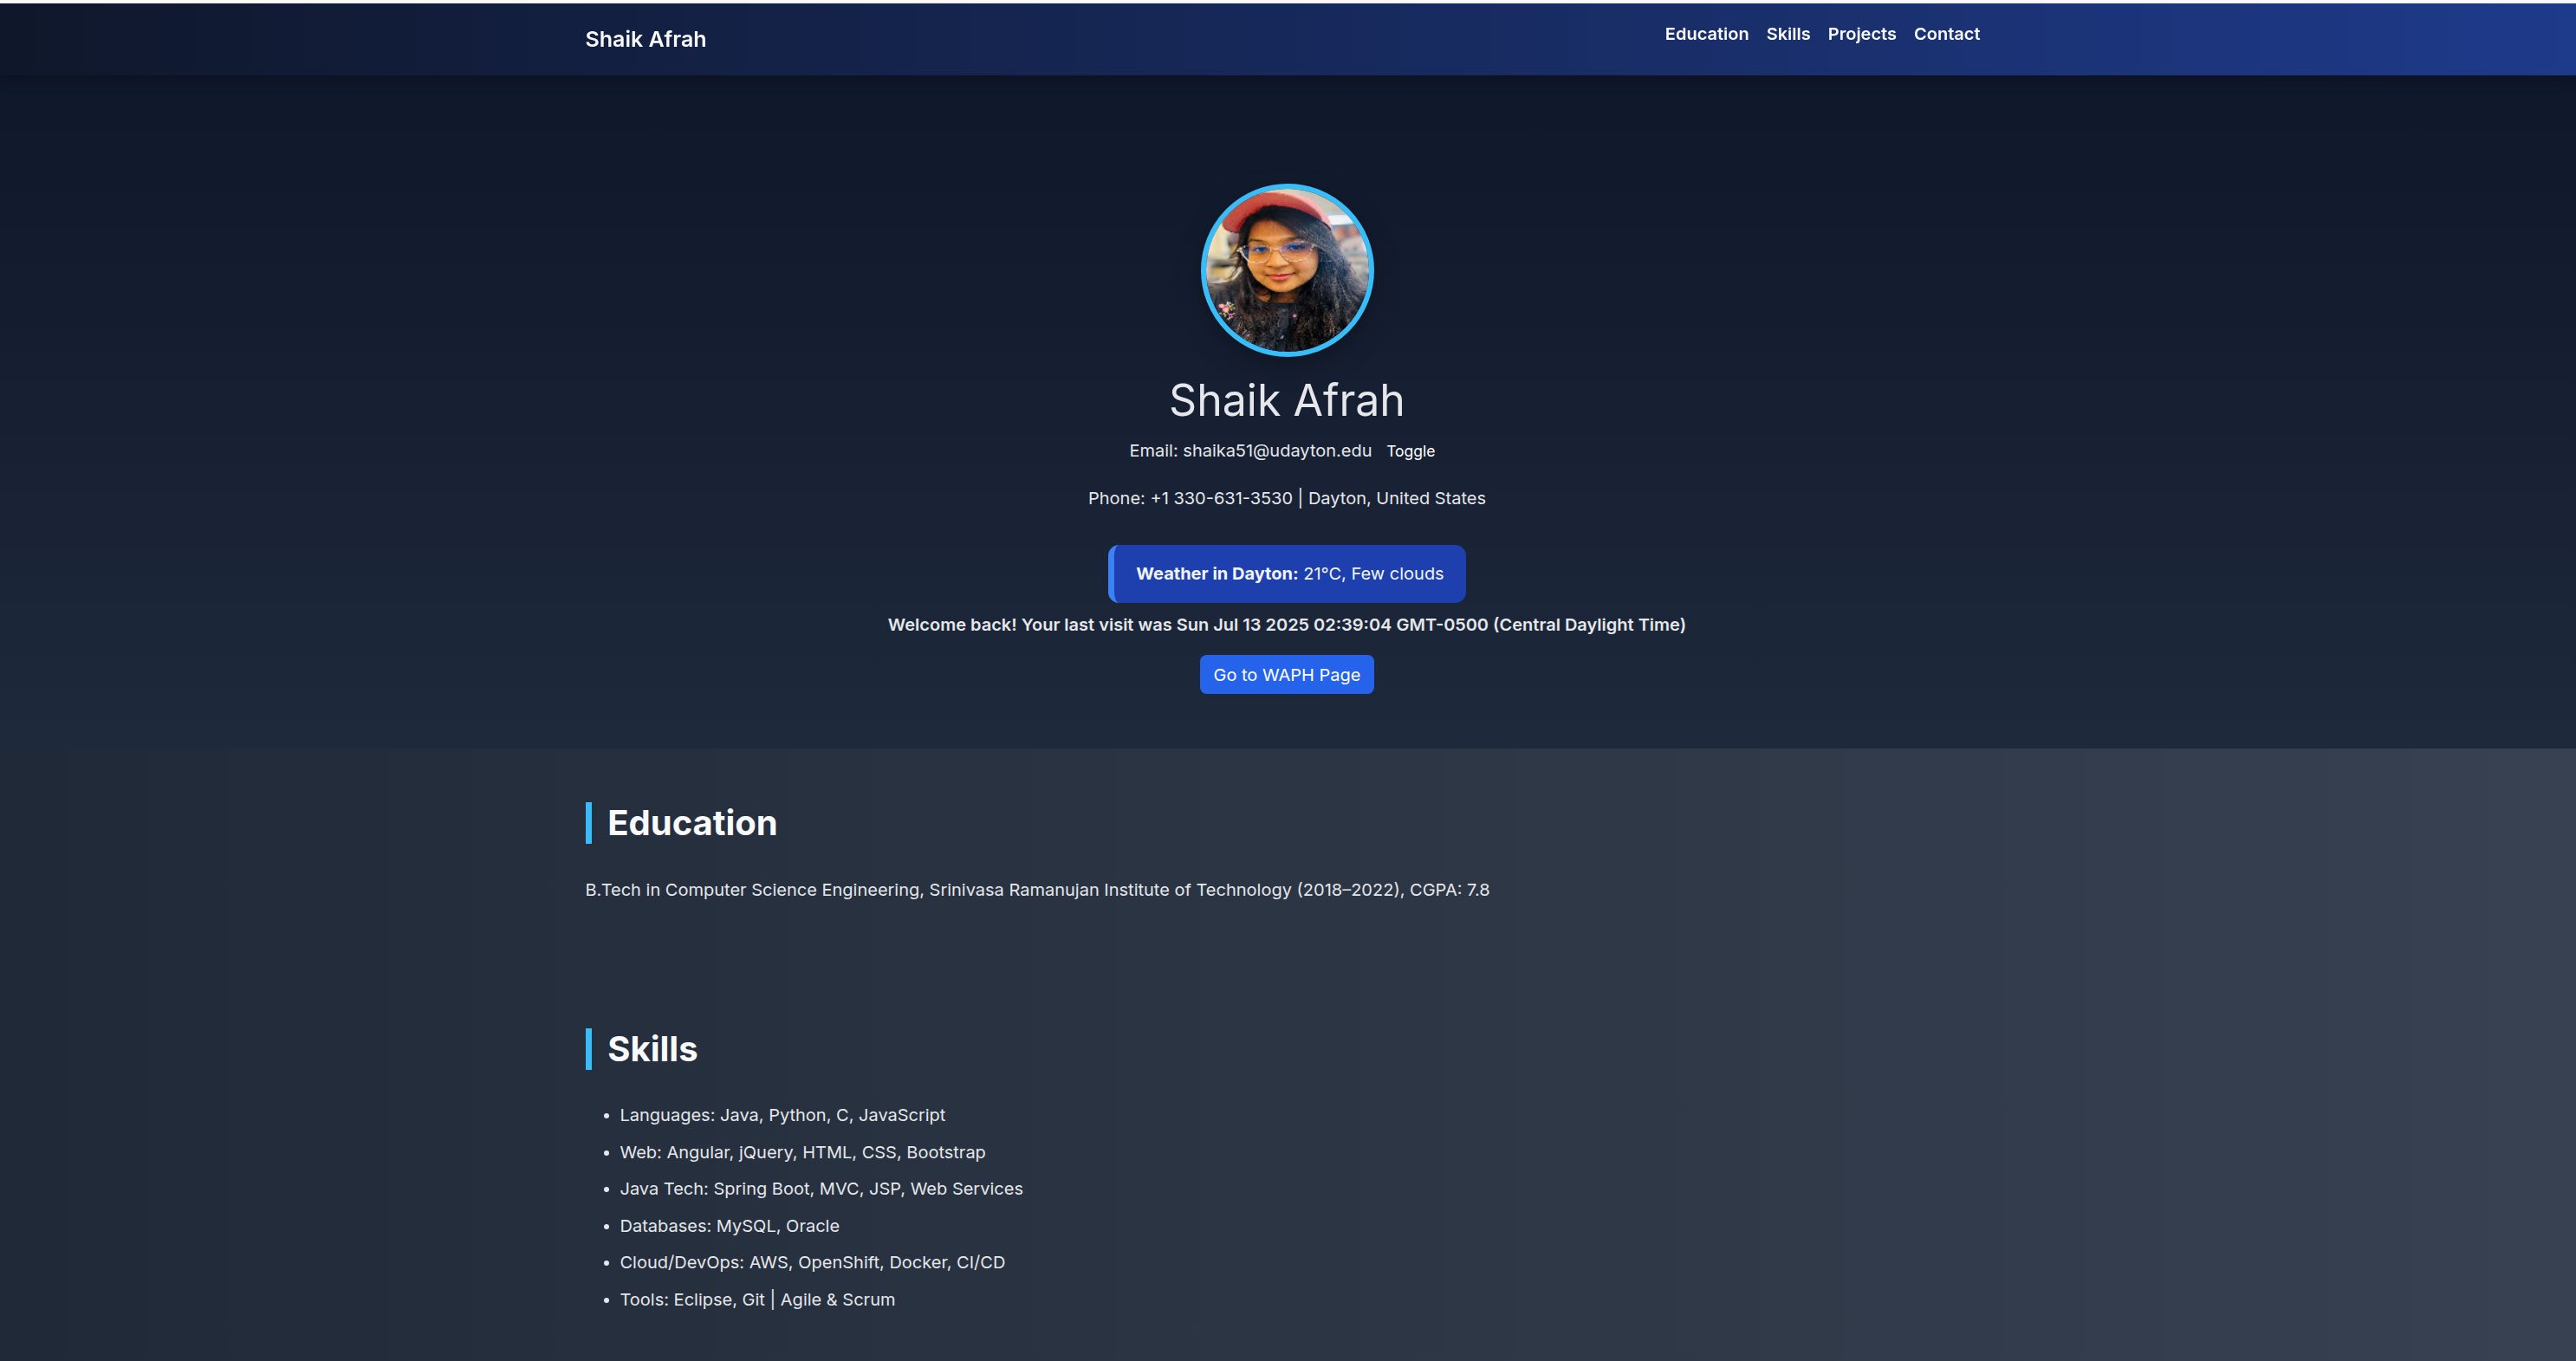 Shaik Afrah
Education Skills Projects Contact
Shaik Afrah
Email: shaika51@udayton.edu Toggle
Phone: +1 330-631-3530 | Dayton, United States
Weather in Dayton: 21°C, Few clouds
Welcome back! Your last visit was Sun Jul 13 2025 02:39:04 GMT-0500 (Central Daylight Time)
Go to WAPH Page
Education
B.Tech in Computer Science Engineering, Srinivasa Ramanujan Institute of Technology (2018–2022), CGPA: 7.8
Skills
• Languages: Java, Python, C, JavaScript
• Web: Angular, jQuery, HTML, CSS, Bootstrap
• Java Tech: Spring Boot, MVC, JSP, Web Services
• Databases: MySQL, Oracle
• Cloud/DevOps: AWS, OpenShift, Docker, CI/CD
• Tools: Eclipse, Git | Agile & Scrum